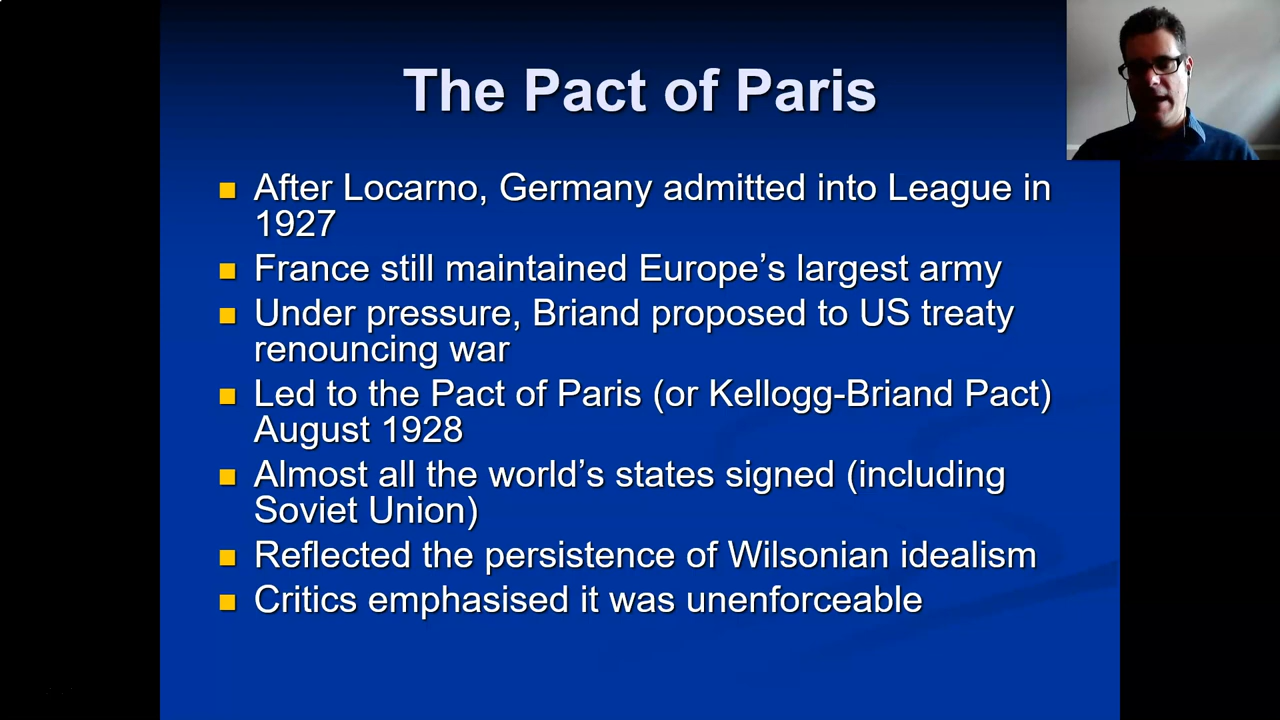 The Pact of Paris
After Locarno, Germany admitted into League in
1927
France still maintained Europe’s largest army
Under pressure, Briand proposed to US treaty
renouncing war
Led to the Pact of Paris (or Kellogg-Briand Pact)
August 1928
Almost all the world’s states signed (including
Soviet Union)
Reflected the persistence of Wilsonian idealism
Critics emphasised it was unenforceable